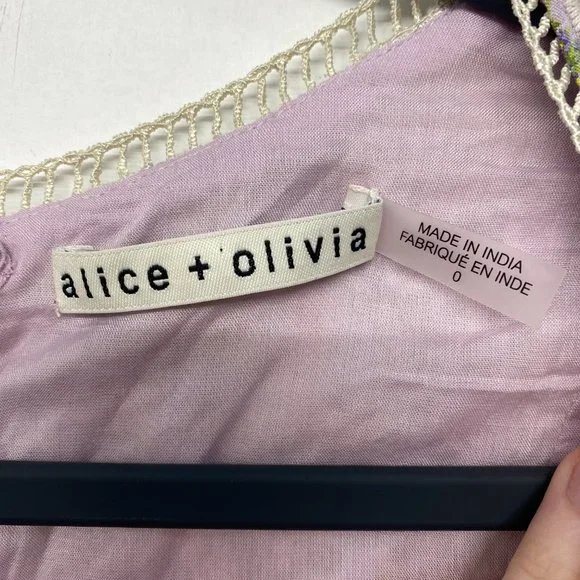 alice + olivia
MADE IN INDIA
FABRIQUÉ EN INDE
0